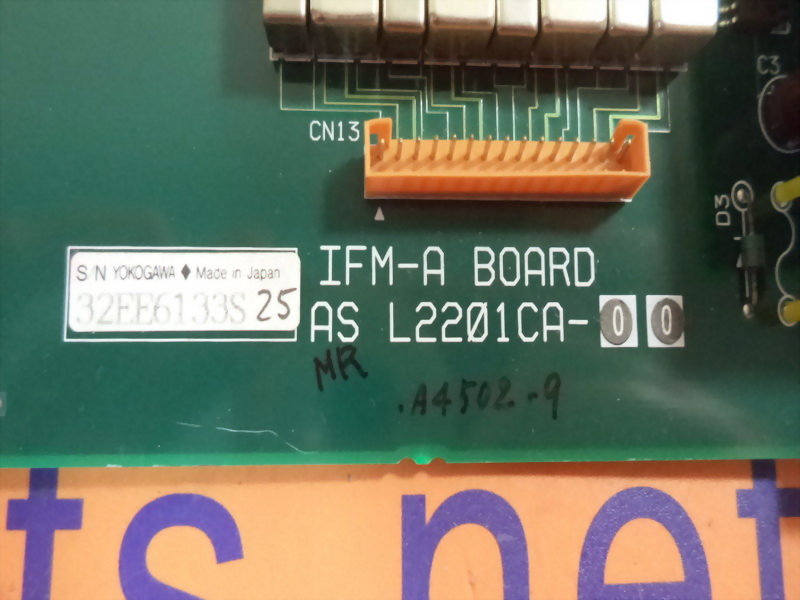 C3
CN13
D3
S/N YOKOGAWA ♦ Made in Japan
32EE6133S 25
IFM-A BOARD
AS L2201CA-00
MR
.A4502-9
ts.net